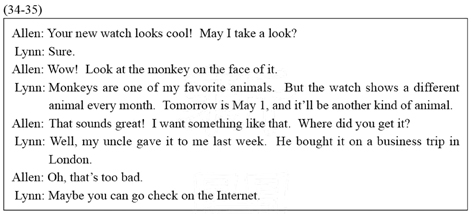 (34-35)
Allen: Your new watch looks cool! May I take a look?
Lynn: Sure.
Allen: Wow! Look at the monkey on the face of it.
Lynn: Monkeys are one of my favorite animals. But the watch shows a different
animal every month. Tomorrow is May 1, and it'll be another kind of animal.
Allen: That sounds great! I want something like that. Where did you get it?
Lynn: Well, my uncle gave it to me last week. He bought it on a business trip in
London.
Allen: Oh, that's too bad.
Lynn: Maybe you can go check on the Internet.